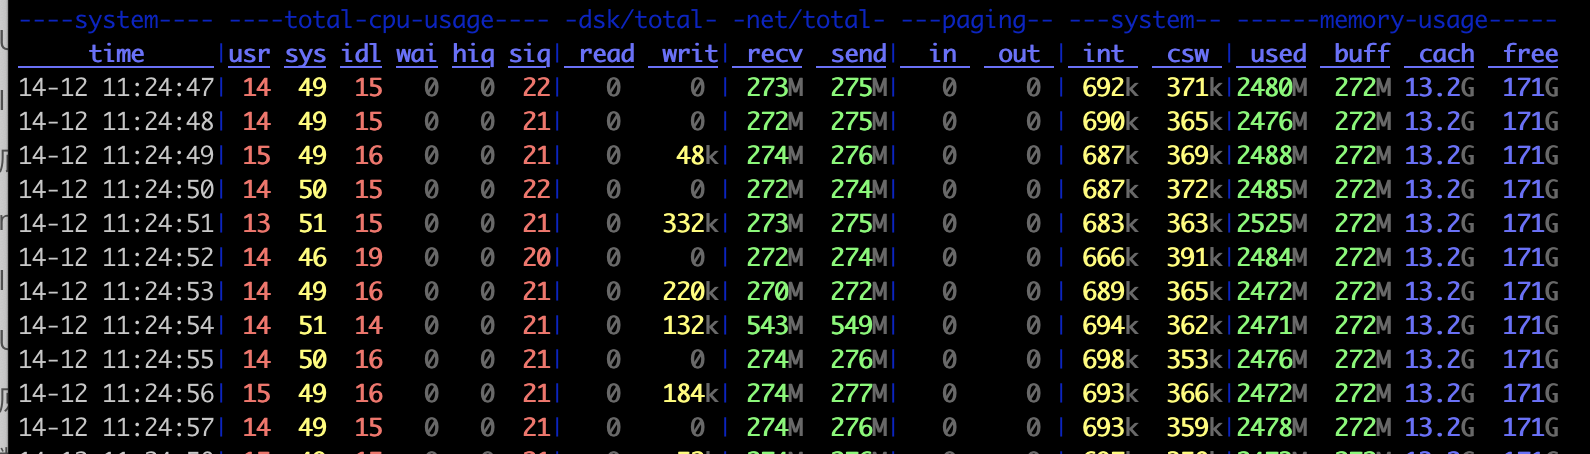 ----system---- ----total-cpu-usage---- -dsk/total- -net/total- ---paging-- ---system-- ------memory-usage-----
time |usr sys idl wai hiq siq| read writ| recv send| in out | int csw | used buff cach free
14-12 11:24:47| 14 49 15 0 0 22| 0 0 | 273M 275M| 0 0 | 692k 371k|2480M 272M 13.2G 171G
14-12 11:24:48| 14 49 15 0 0 21| 0 0 | 272M 275M| 0 0 | 690k 365k|2476M 272M 13.2G 171G
14-12 11:24:49| 15 49 16 0 0 21| 0 48k| 274M 276M| 0 0 | 687k 369k|2488M 272M 13.2G 171G
14-12 11:24:50| 14 50 15 0 0 22| 0 0 | 272M 274M| 0 0 | 687k 372k|2485M 272M 13.2G 171G
14-12 11:24:51| 13 51 15 0 0 21| 0 332k| 273M 275M| 0 0 | 683k 363k|2525M 272M 13.2G 171G
14-12 11:24:52| 14 46 19 0 0 20| 0 0 | 272M 274M| 0 0 | 666k 391k|2484M 272M 13.2G 171G
14-12 11:24:53| 14 49 16 0 0 21| 0 220k| 270M 272M| 0 0 | 689k 365k|2472M 272M 13.2G 171G
14-12 11:24:54| 14 51 14 0 0 21| 0 132k| 543M 549M| 0 0 | 694k 362k|2471M 272M 13.2G 171G
14-12 11:24:55| 14 50 16 0 0 21| 0 0 | 274M 276M| 0 0 | 698k 353k|2476M 272M 13.2G 171G
14-12 11:24:56| 15 49 16 0 0 21| 0 184k| 274M 277M| 0 0 | 693k 366k|2472M 272M 13.2G 171G
14-12 11:24:57| 14 49 15 0 0 21| 0 0 | 274M 276M| 0 0 | 693k 359k|2478M 272M 13.2G 171G